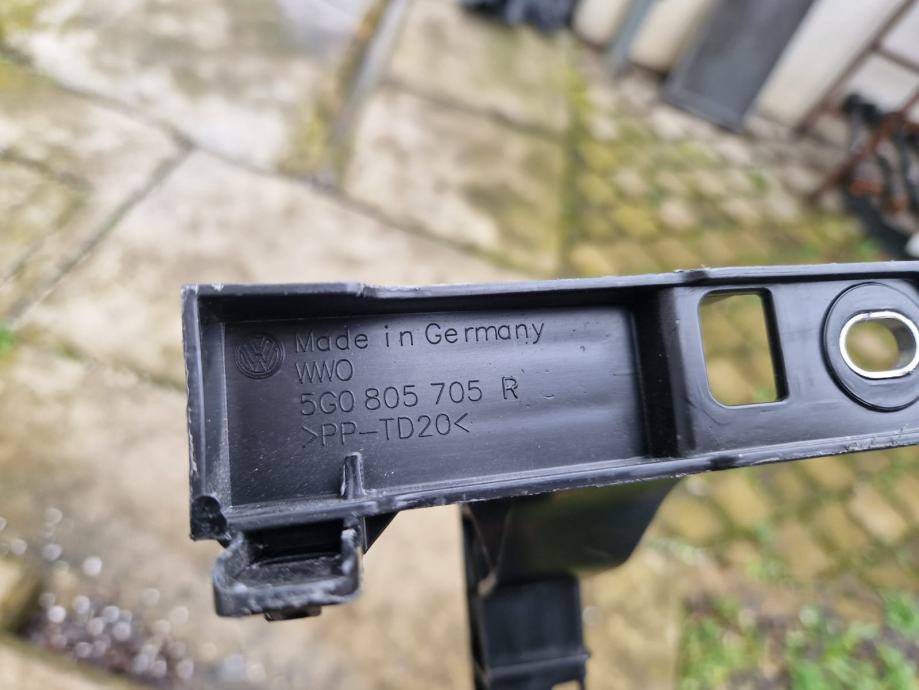 Made in Germany
WWO
5G0 805 705 R
>PP-TD20<